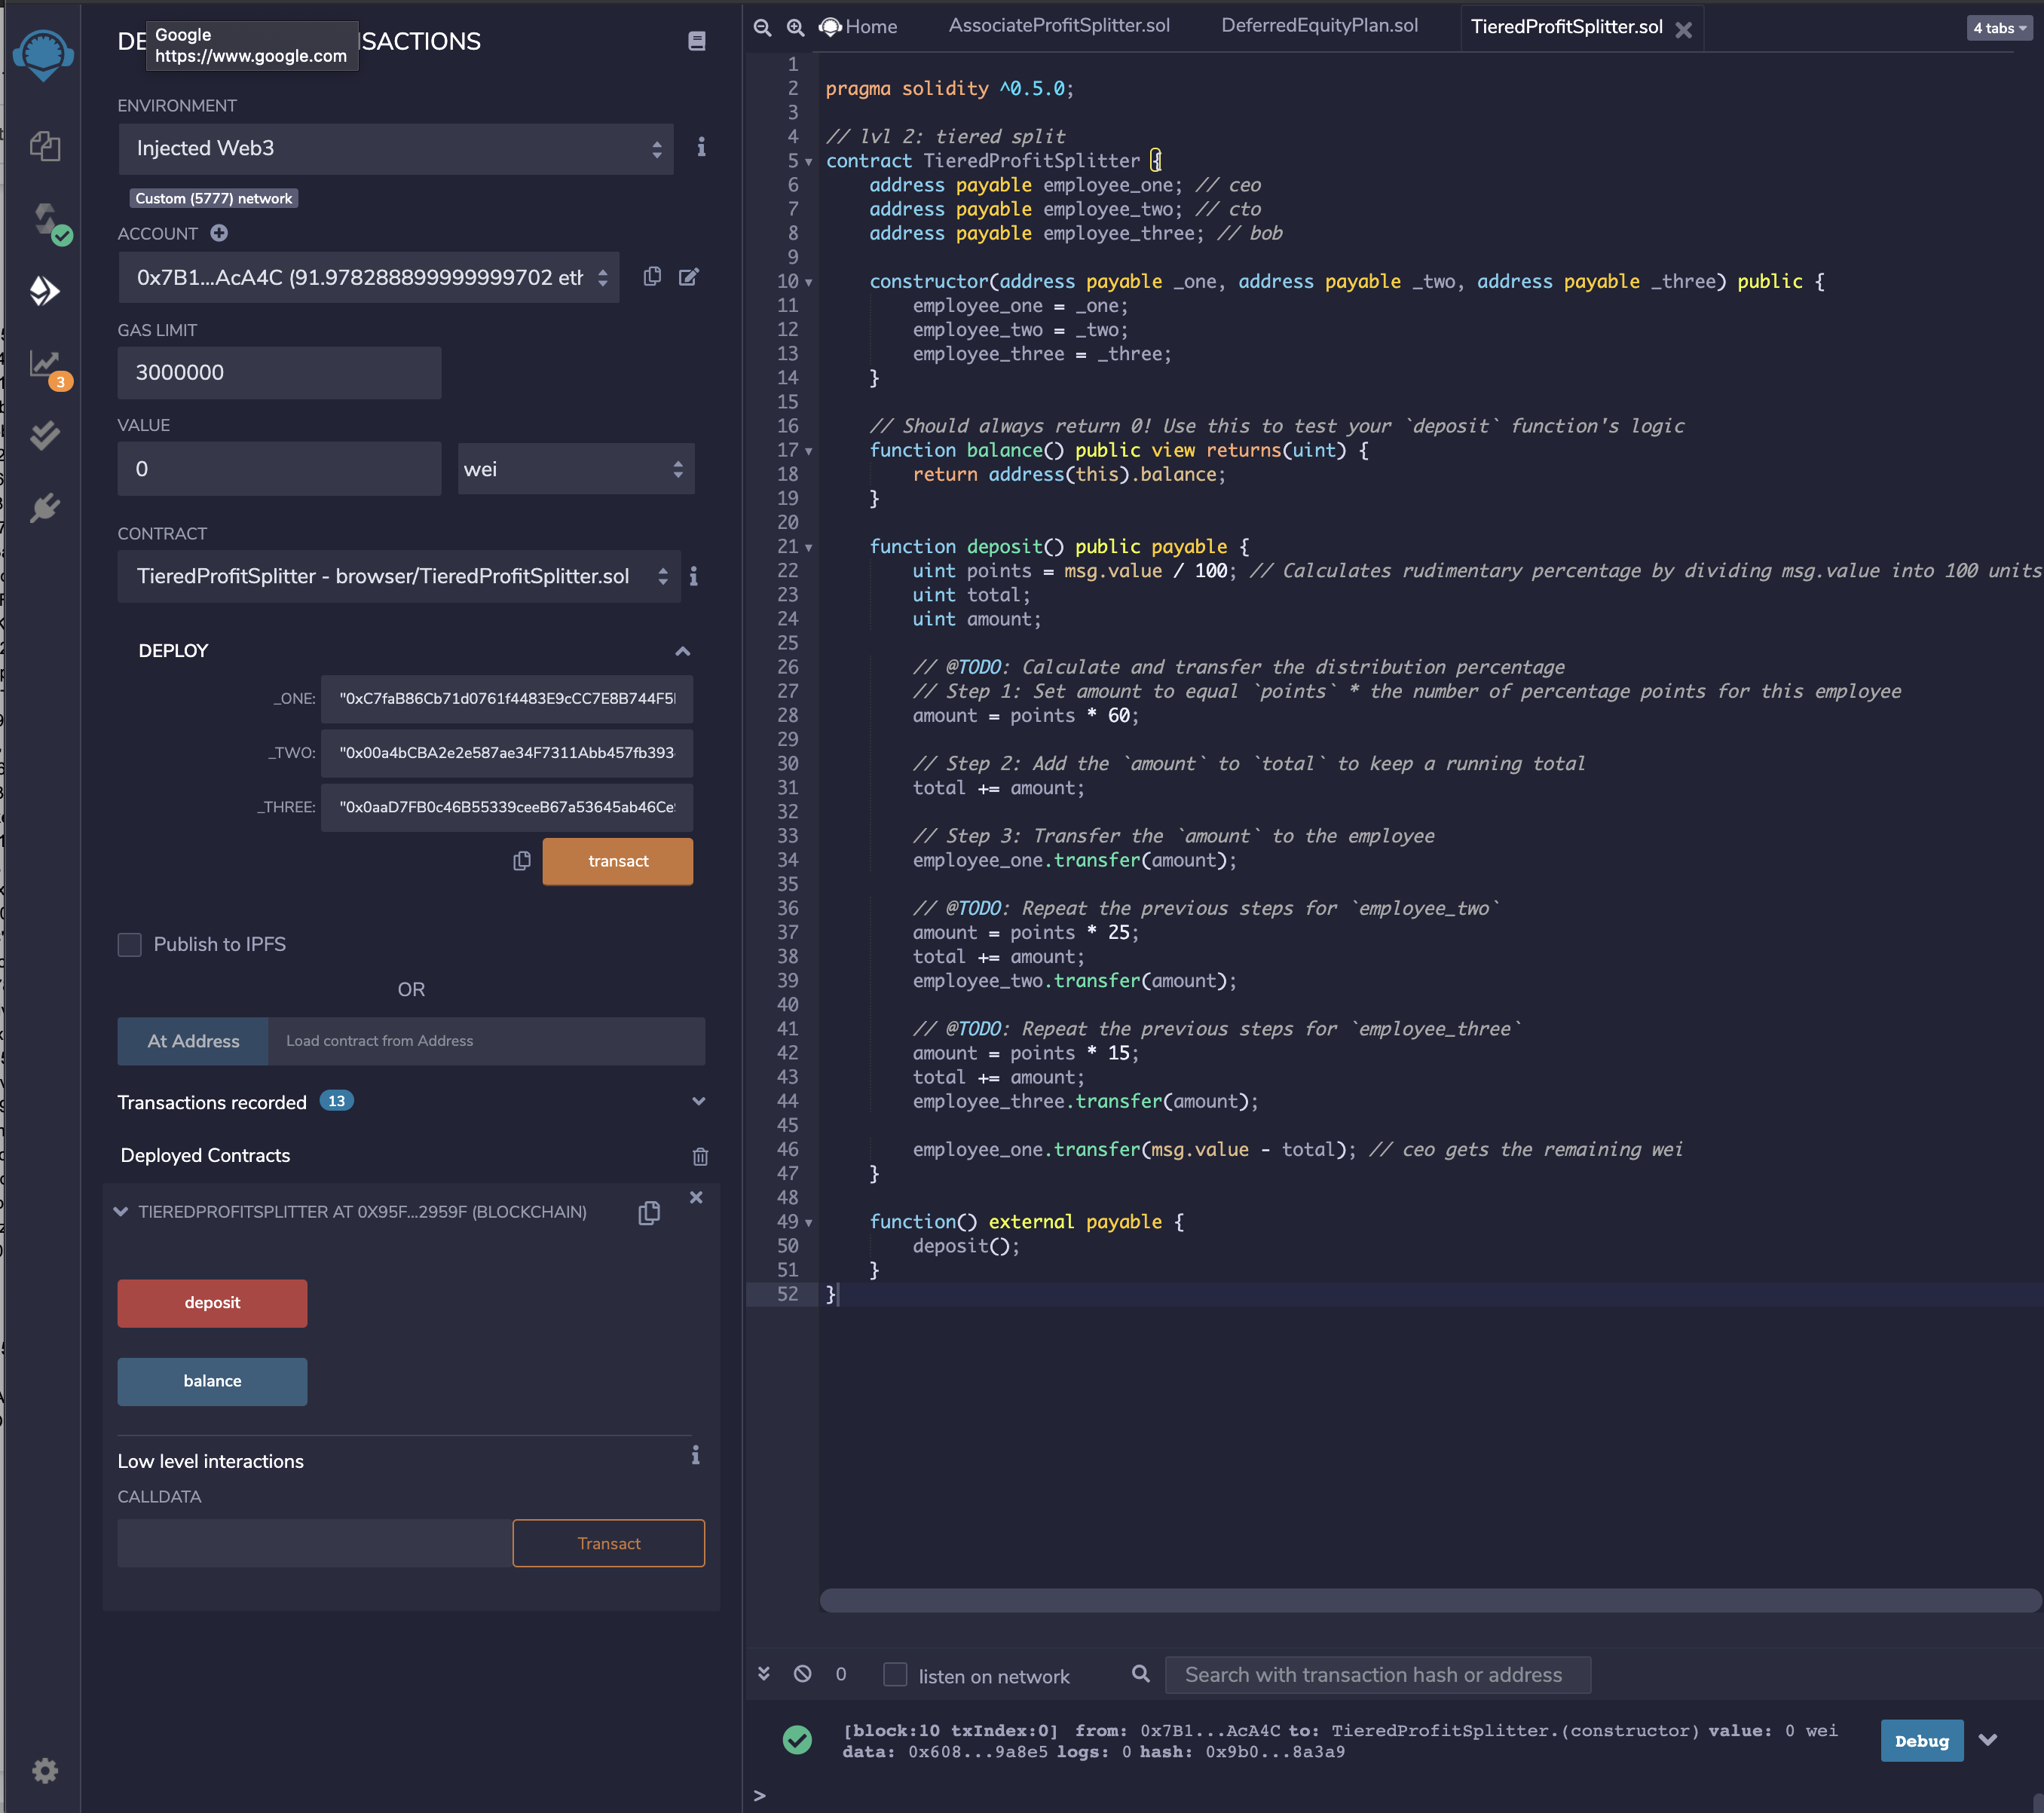 DE
SACTIONS
Google
https://www.google.com
ENVIRONMENT
Injected Web3
Custom (5777) network
ACCOUNT
0x7B1...AcA4C (91.978288899999999702 eth
GAS LIMIT
3000000
VALUE
0
wei
CONTRACT
TieredProfitSplitter - browser/TieredProfitSplitter.sol
DEPLOY
_ONE:
"0xC7faB86Cb71d0761f4483E9cCC7E8B744F5
_TWO:
"0x00a4bCBA2e2e587ae34F7311Abb457fb393
_THREE:
"0x0aaD7FB0c46B55339ceeB67a53645ab46Ce
transact
Publish to IPFS
OR
At Address
Load contract from Address
Transactions recorded 13
Deployed Contracts
TIEREDPROFITSPLITTER AT 0X95F...2959F (BLOCKCHAIN)
deposit
balance
Low level interactions
CALLDATA
Transact
3
Home
AssociateProfitSplitter.sol
DeferredEquityPlan.sol
TieredProfitSplitter.sol
4 tabs
1
2 pragma solidity ^0.5.0;
3
4 // lvl 2: tiered split
5 contract TieredProfitSplitter {
6     address payable employee_one; // ceo
7     address payable employee_two; // cto
8     address payable employee_three; // bob
9
10     constructor(address payable _one, address payable _two, address payable _three) public {
11         employee_one = _one;
12         employee_two = _two;
13         employee_three = _three;
14     }
15
16     // Should always return 0! Use this to test your `deposit` function's logic
17     function balance() public view returns(uint) {
18         return address(this).balance;
19     }
20
21     function deposit() public payable {
22         uint points = msg.value / 100; // Calculates rudimentary percentage by dividing msg.value into 100 units
23         uint total;
24         uint amount;
25
26         // @TODO: Calculate and transfer the distribution percentage
27         // Step 1: Set amount to equal `points` * the number of percentage points for this employee
28         amount = points * 60;
29
30         // Step 2: Add the `amount` to `total` to keep a running total
31         total += amount;
32
33         // Step 3: Transfer the `amount` to the employee
34         employee_one.transfer(amount);
35
36         // @TODO: Repeat the previous steps for `employee_two`
37         amount = points * 25;
38         total += amount;
39         employee_two.transfer(amount);
40
41         // @TODO: Repeat the previous steps for `employee_three`
42         amount = points * 15;
43         total += amount;
44         employee_three.transfer(amount);
45
46         employee_one.transfer(msg.value - total); // ceo gets the remaining wei
47     }
48
49     function() external payable {
50         deposit();
51     }
52 }
0
listen on network
Search with transaction hash or address
[block:10 txIndex:0] from: 0x7B1...AcA4C to: TieredProfitSplitter.(constructor) value: 0 wei
data: 0x608...9a8e5 logs: 0 hash: 0x9b0...8a3a9
Debug
>